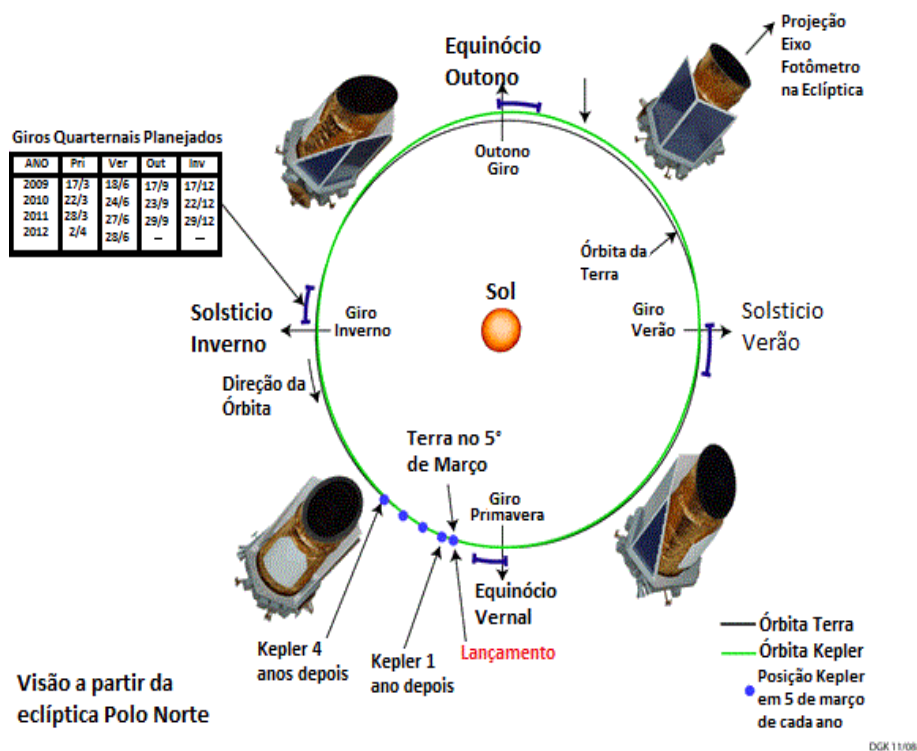 Equinócio
Outono
Projeção
Eixo
Fotômetro
na Eclíptica
Giros Quarternais Planejados
ANO Pri Ver Out Inv
2009 17/3 18/6 17/9 17/12
2010 22/3 24/6 23/9 22/12
2011 28/3 27/6 29/9 29/12
2012 2/4 28/6 — —
Outono
Giro
Órbita da
Terra
Sol
Solsticio
Inverno
Giro
Inverno
Giro
Verão
Solsticio
Verão
Direção da
Órbita
Terra no 5°
de Março
Giro
Primavera
Equinócio
Vernal
Kepler 4
anos depois
Kepler 1
ano depois
Lançamento
Órbita Terra
Órbita Kepler
Posição Kepler
em 5 de março
de cada ano
Visão a partir da
eclíptica Polo Norte
DGK 11/08